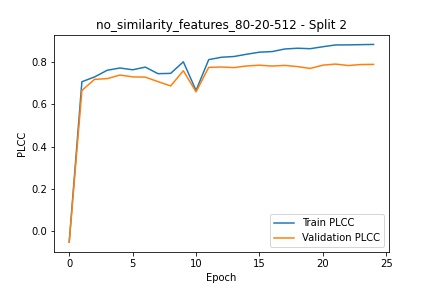 no_similarity_features_80-20-512 - Split 2
PLCC
0.8
0.6
0.4
0.2
0.0
0 5 10 15 20 25
Epoch
Train PLCC
Validation PLCC